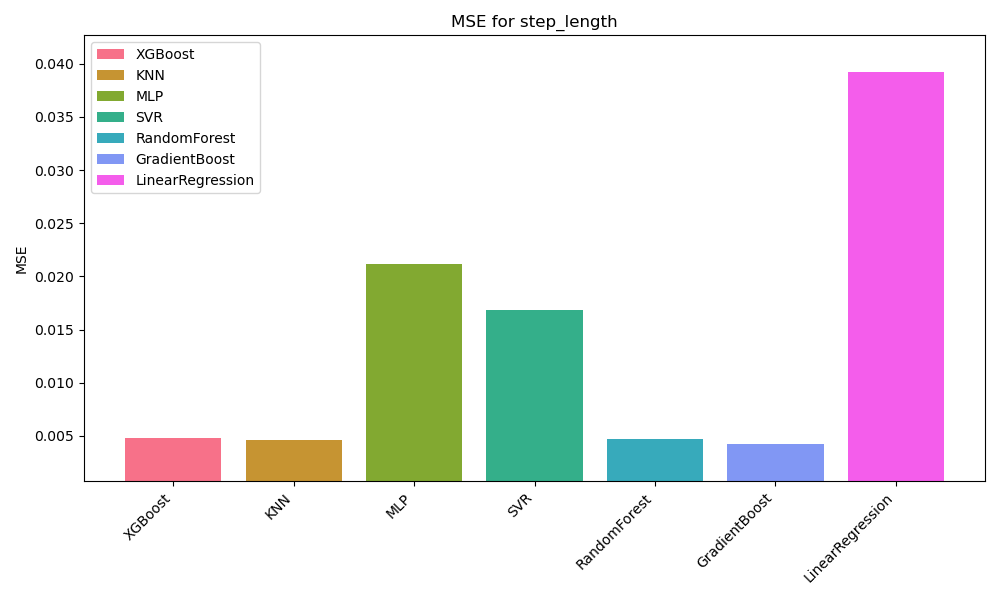 MSE for step_length
XGBoost
KNN
MLP
SVR
RandomForest
GradientBoost
LinearRegression
MSE
0.040
0.035
0.030
0.025
0.020
0.015
0.010
0.005
XGBoost
KNN
MLP
SVR
RandomForest
GradientBoost
LinearRegression